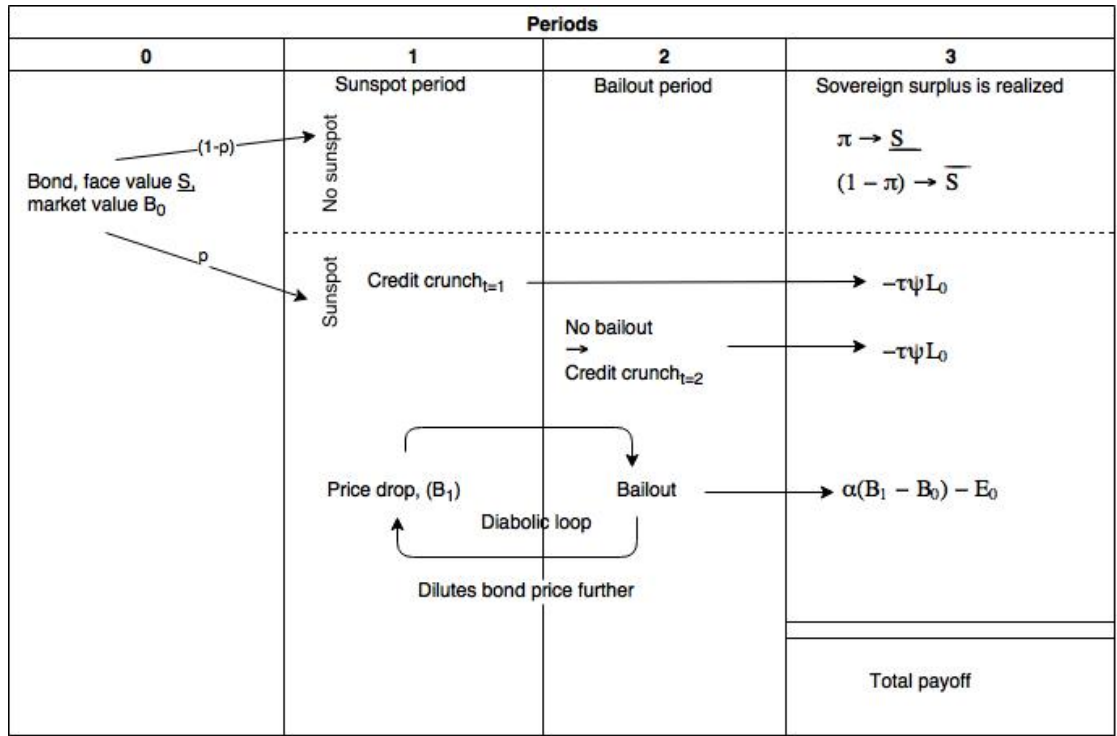 Periods
0
1
2
3
Sunspot period
Bailout period
Sovereign surplus is realized
(1-p)
No sunspot
π → S
(1 − π) → S̅
Bond, face value S,
market value B₀
p
Sunspot
Credit crunchₜ₌₁
−τψL₀
No bailout
→
Credit crunchₜ₌₂
−τψL₀
Price drop, (B₁)
Bailout
α(B₁ − B₀) − E₀
Diabolic loop
Dilutes bond price further
Total payoff